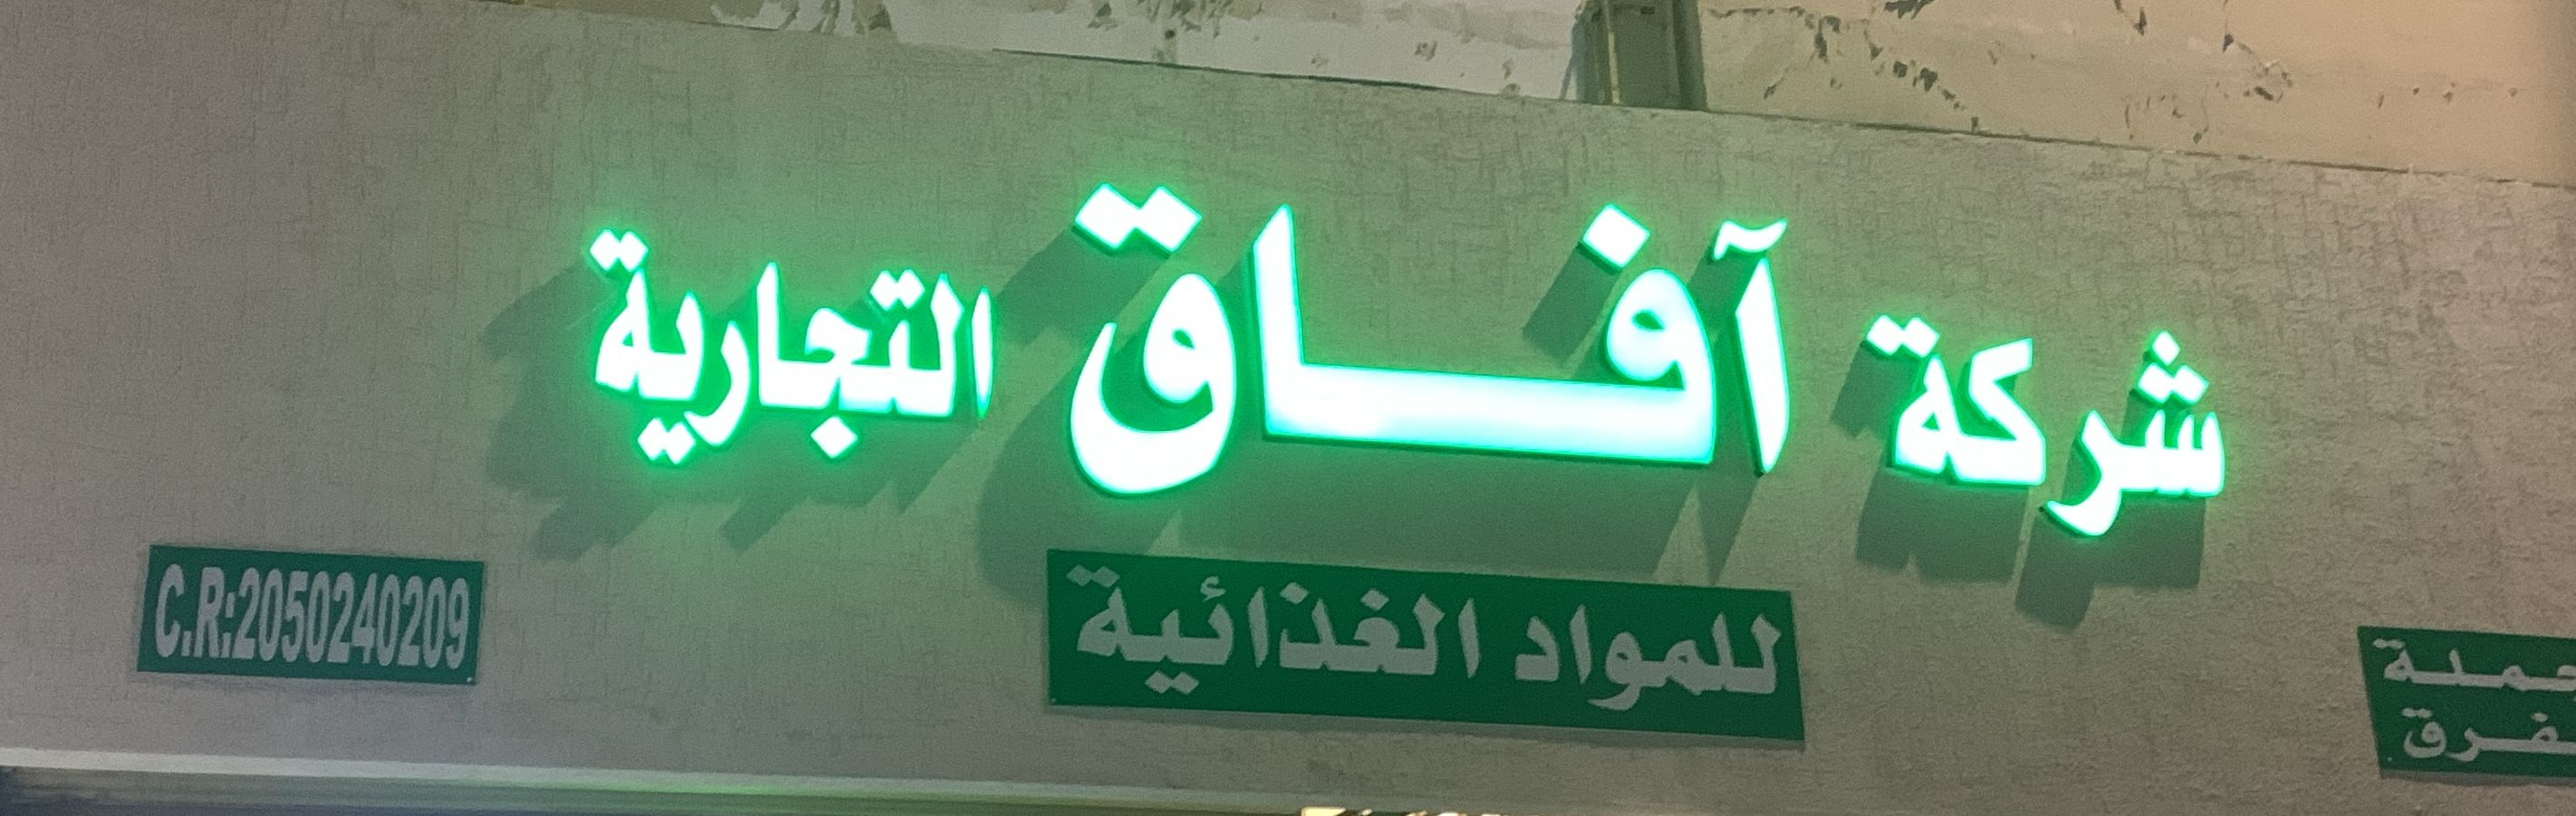 شركة آفاق التجارية
للمواد الغذائية
C.R:2050240209